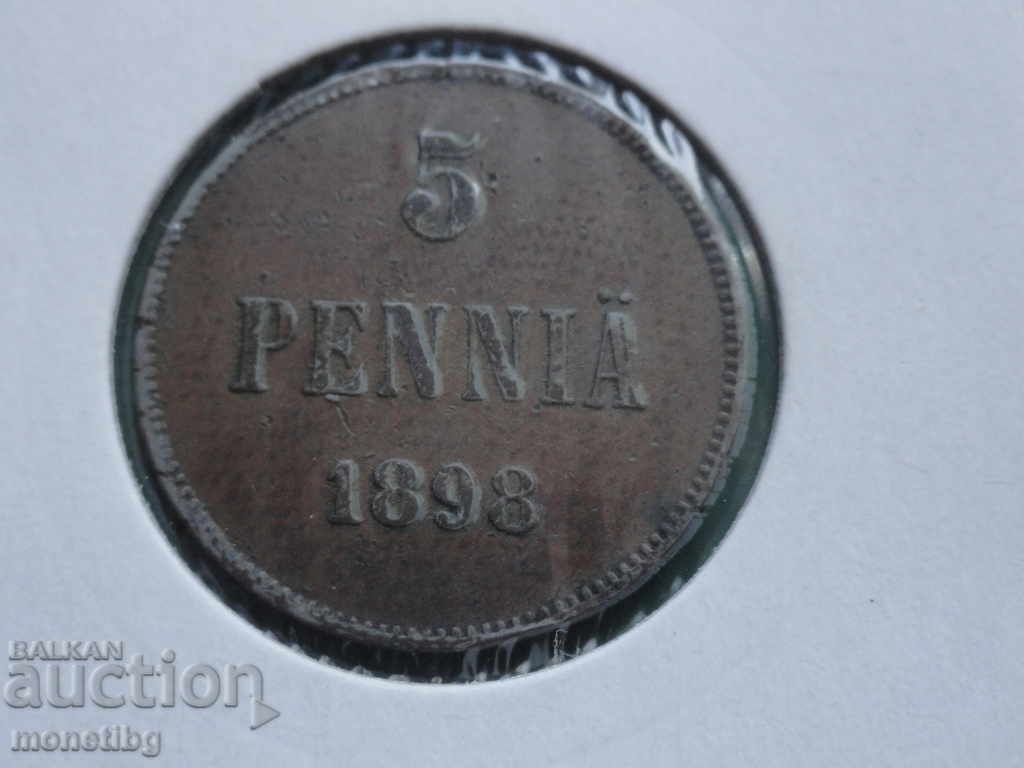 5
PENNIÄ
1898
BALKAN
auction
monetibg